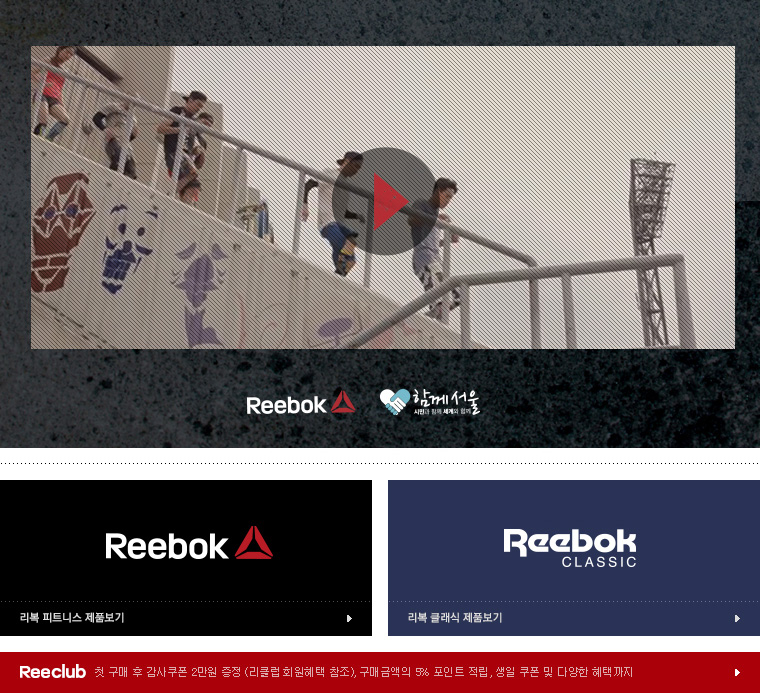 Reebok
함께서울
시민과 함께 세계와 함께
Reebok
Reebok
CLASSIC
리복 피트니스 제품보기
리복 클래식 제품보기
Reeclub 첫 구매 후 감사쿠폰 2만원 증정 (리클럽 회원혜택 참조), 구매금액의 5% 포인트 적립, 생일 쿠폰 및 다양한 혜택까지